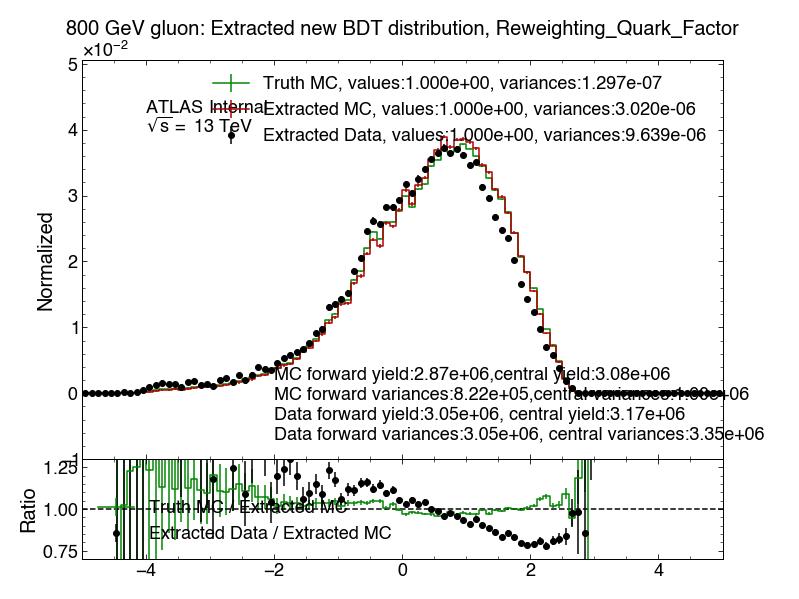 800 GeV gluon: Extracted new BDT distribution, Reweighting_Quark_Factor
×10⁻²
Truth MC, values:1.000e+00, variances:1.297e-07
ATLAS Internal
Extracted MC, values:1.000e+00, variances:3.020e-06
√s = 13 TeV
Extracted Data, values:1.000e+00, variances:9.639e-06
5
4
3
2
1
0
Normalized
MC forward yield:2.87e+06,central yield:3.08e+06
MC forward variances:8.22e+05,central variances:
Data forward yield:3.05e+06, central yield:3.17e+06
Data forward variances:3.05e+06, central variances:3.35e+06
1
1.25
1.00
0.75
Ratio
Truth MC / Extracted MC
Extracted Data / Extracted MC
−4 −2 0 2 4